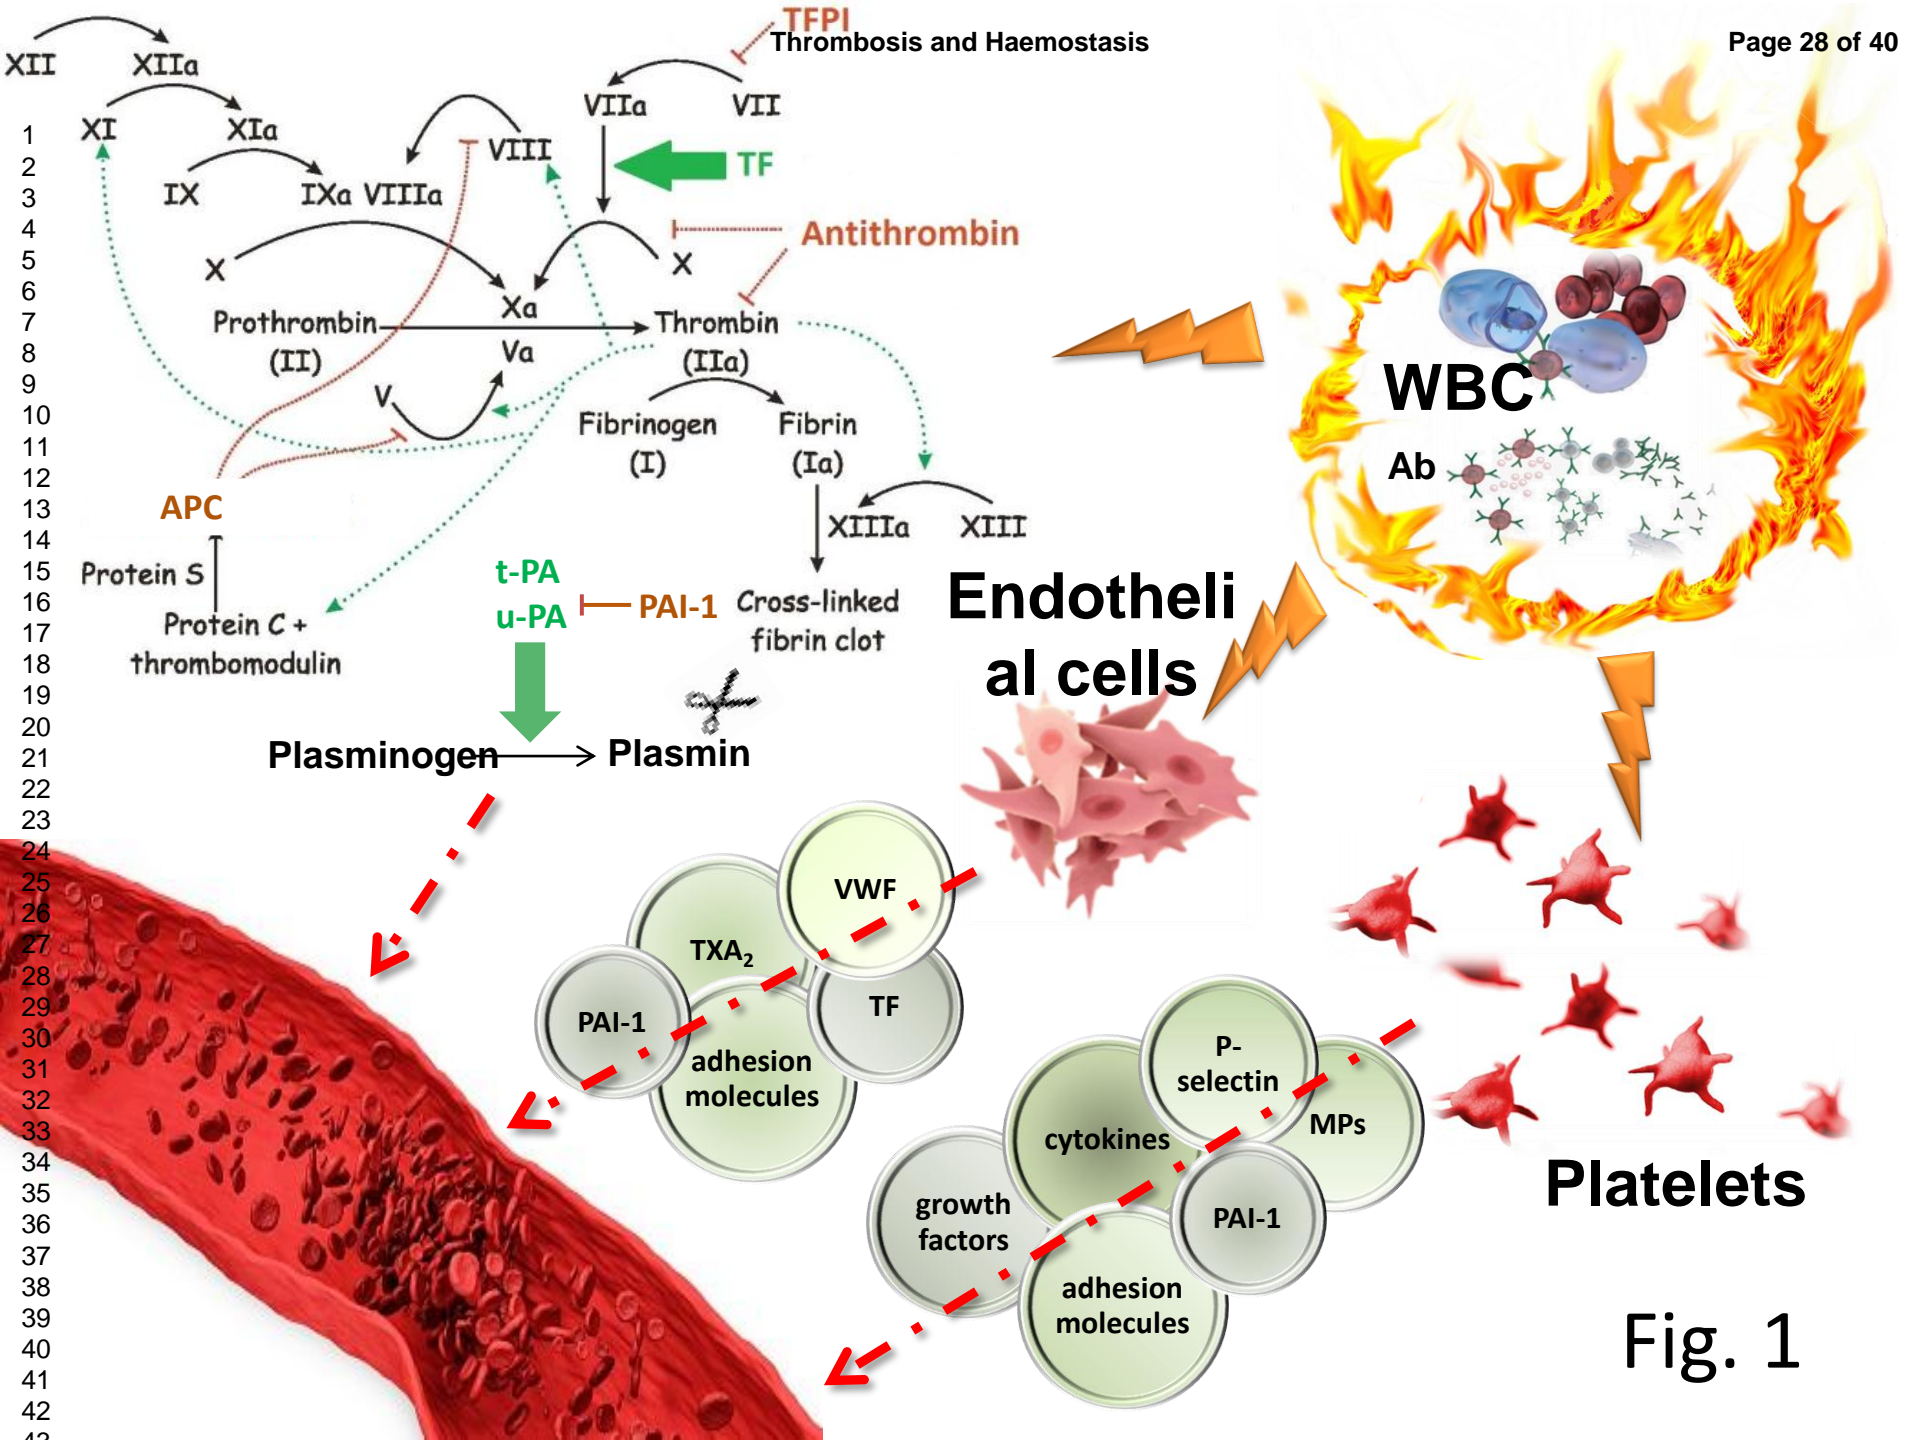 Thrombosis and Haemostasis
Page 28 of 40
TFPI
XII
XIIa
VIIa
VII
XI
XIa
VIII
TF
IX
IXa VIIIa
Antithrombin
X
X
Xa
Prothrombin
(II)
Thrombin
(IIa)
Va
V
Fibrinogen
(I)
Fibrin
(Ia)
APC
XIIIa
XIII
Protein S
Protein C +
thrombomodulin
t-PA
u-PA
PAI-1
Cross-linked
fibrin clot
Plasminogen
Plasmin
WBC
Ab
Endotheli
al cells
VWF
TXA₂
PAI-1
TF
adhesion
molecules
P-
selectin
MPs
cytokines
growth
factors
PAI-1
adhesion
molecules
Platelets
Fig. 1
1
2
3
4
5
6
7
8
9
10
11
12
13
14
15
16
17
18
19
20
21
22
23
24
25
26
27
28
29
30
31
32
33
34
35
36
37
38
39
40
41
42